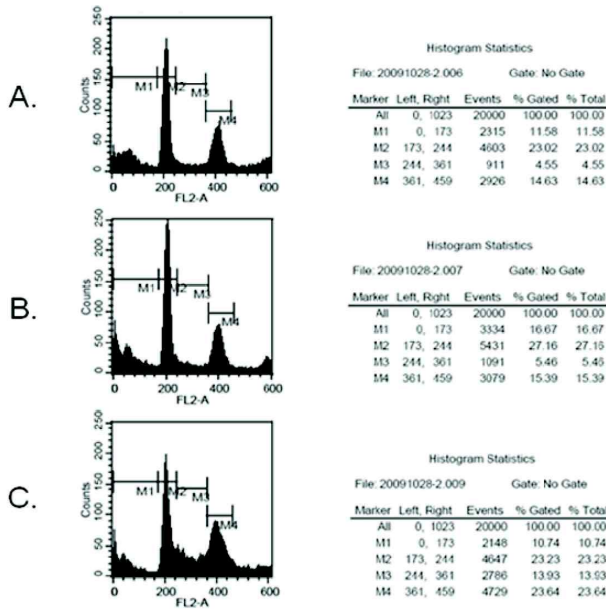 A.
Counts
250
200
150
100
50
0
M1
M2
M3
M4
0 200 400 600
FL2-A
Histogram Statistics
File: 20091028-2.006 Gate: No Gate
Marker Left, Right Events % Gated % Total
All 0, 1023 20000 100.00 100.00
M1 0, 173 2315 11.58 11.58
M2 173, 244 4603 23.02 23.02
M3 244, 361 911 4.55 4.55
M4 361, 459 2926 14.63 14.63
B.
Counts
250
200
150
100
50
0
M1
M2
M3
M4
0 200 400 600
FL2-A
Histogram Statistics
File: 20091028-2.007 Gate: No Gate
Marker Left, Right Events % Gated % Total
All 0, 1023 20000 100.00 100.00
M1 0, 173 3334 16.67 16.67
M2 173, 244 5431 27.16 27.16
M3 244, 361 1091 5.46 5.46
M4 361, 459 3079 15.39 15.39
C.
Counts
250
200
150
100
50
0
M1
M2
M3
M4
0 200 400 600
FL2-A
Histogram Statistics
File: 20091028-2.009 Gate: No Gate
Marker Left, Right Events % Gated % Total
All 0, 1023 20000 100.00 100.00
M1 0, 173 2148 10.74 10.74
M2 173, 244 4647 23.23 23.23
M3 244, 361 2786 13.93 13.93
M4 361, 459 4729 23.64 23.64